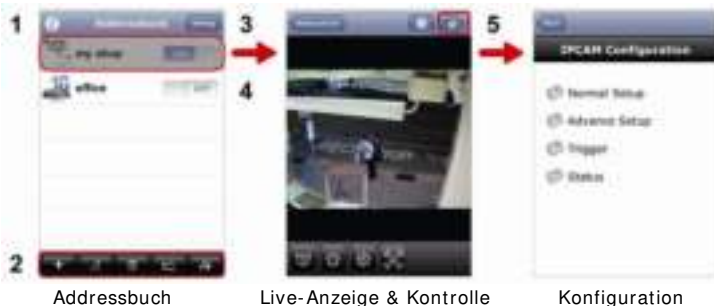 1
Addressbuch
my shop
office
2
3
4
5
IPCAM Configuration
Normal Setup
Advance Setup
Trigger
Status
Addressbuch
Live-Anzeige & Kontrolle
Konfiguration